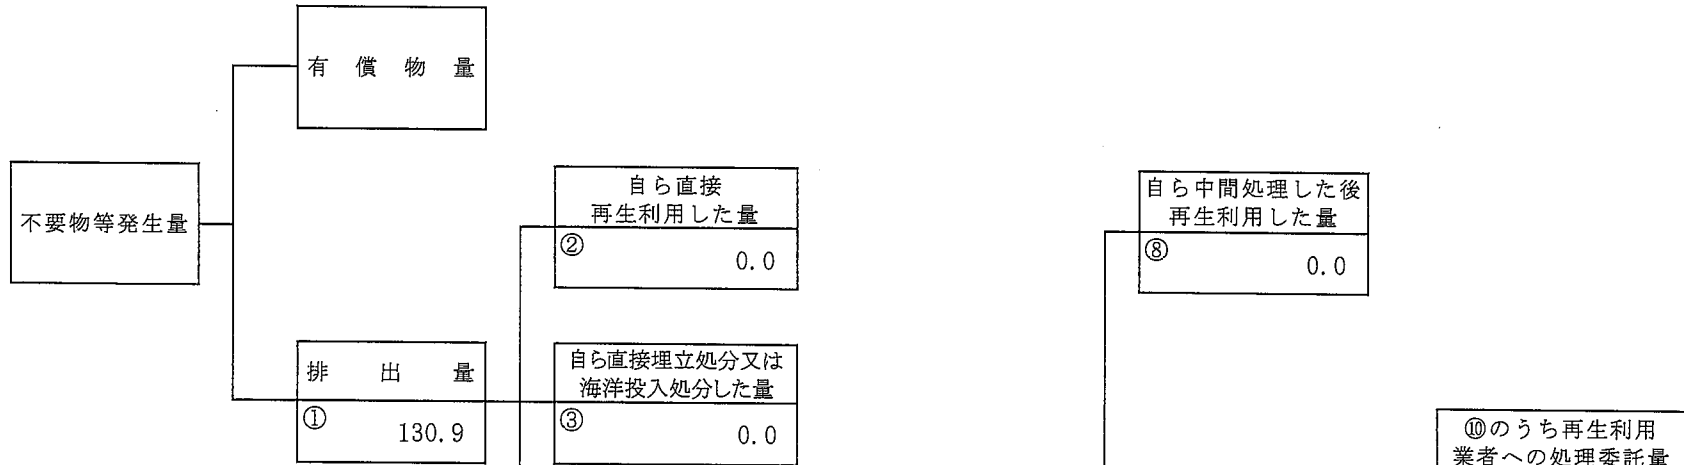 有償物量
不要物等発生量
自ら直接
再生利用した量
②
0.0
自ら中間処理した後
再生利用した量
⑧
0.0
排出量
①
130.9
自ら直接埋立処分又は
海洋投入処分した量
③
0.0
⑩のうち再生利用
業者への処理委託量